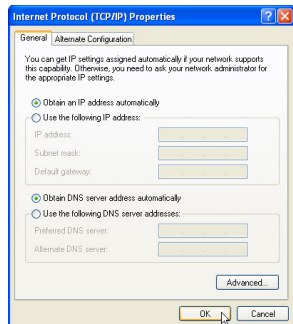 Internet Protocol (TCP/IP) Properties
General
Alternate Configuration
You can get IP settings assigned automatically if your network supports
this capability. Otherwise, you need to ask your network administrator for
the appropriate IP settings.
Obtain an IP address automatically
Use the following IP address:
IP address:
Subnet mask:
Default gateway:
Obtain DNS server address automatically
Use the following DNS server addresses:
Preferred DNS server:
Alternate DNS server:
Advanced...
OK
Cancel